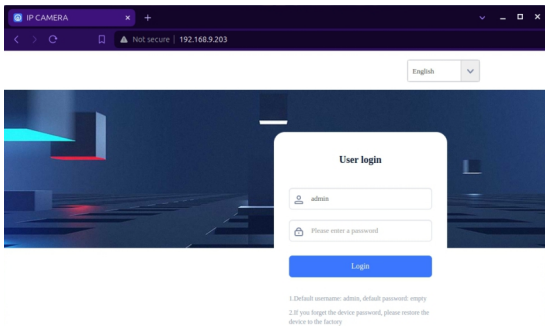 IP CAMERA
Not secure | 192.168.9.203
English
User login
admin
Please enter a password
Login
1.Default username: admin, default password: empty
2.If you forget the device password, please restore the
device to the factory